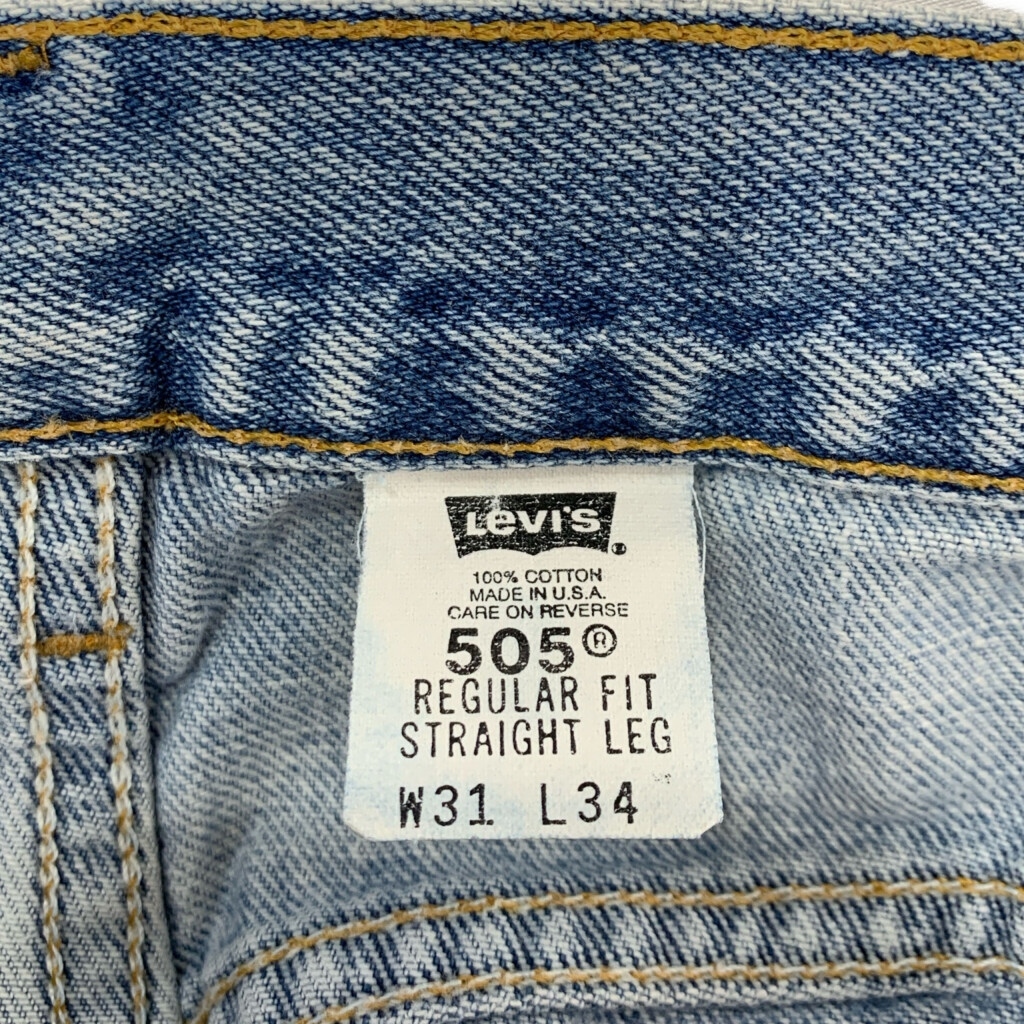 Levi's®
100% COTTON
MADE IN U.S.A.
CARE ON REVERSE
505®
REGULAR FIT
STRAIGHT LEG
W31 L34